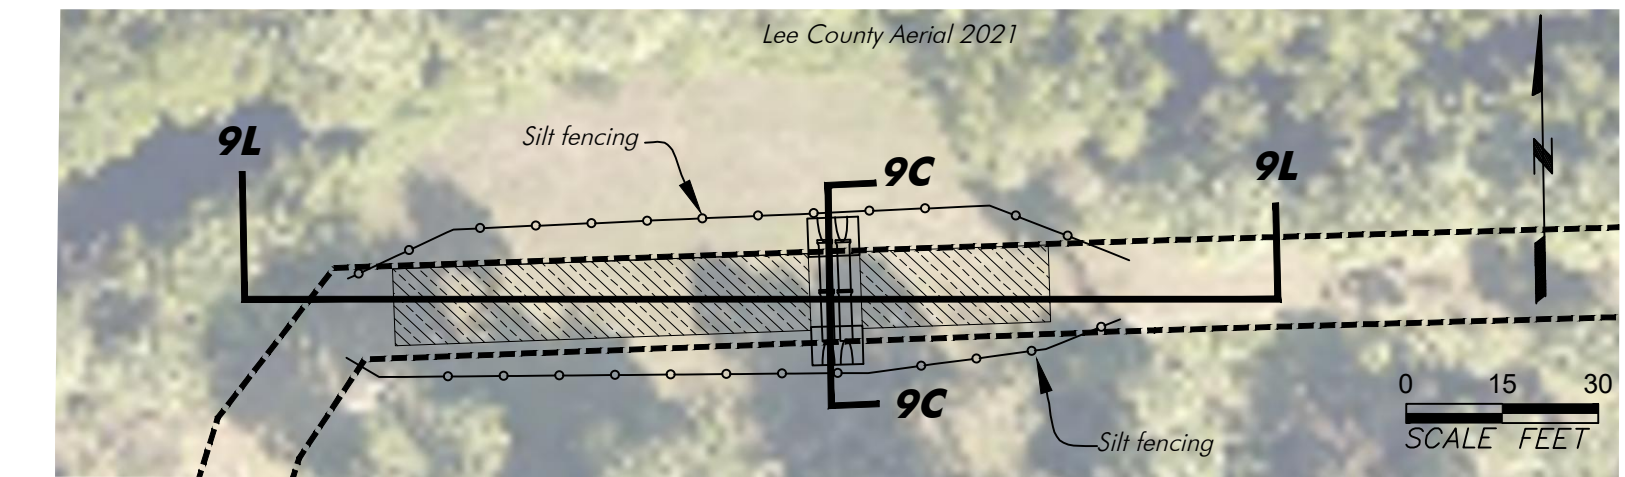 Lee County Aerial 2021
9L
Silt fencing
9C
9L
N
9C
Silt fencing
0 15 30
SCALE FEET